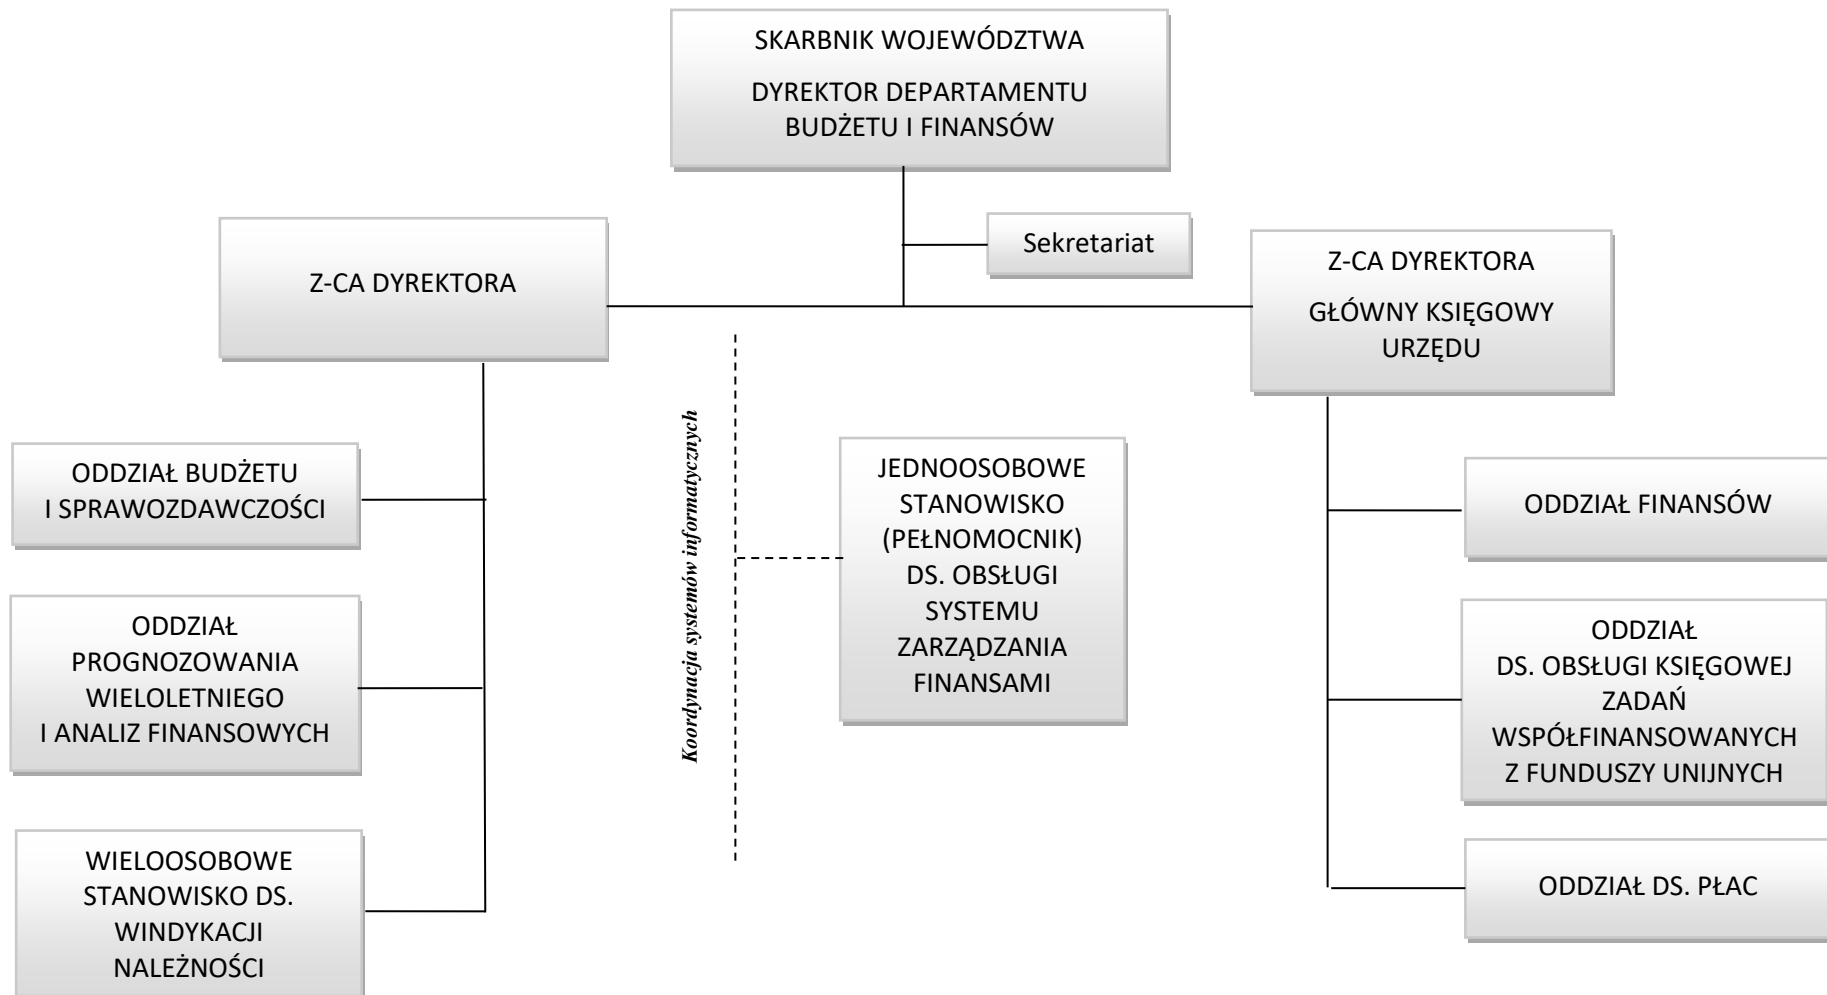 SKARBNIK WOJEWÓDZTWA
DYREKTOR DEPARTAMENTU
BUDŻETU I FINANSÓW
Sekretariat
Z-CA DYREKTORA
Z-CA DYREKTORA
GŁÓWNY KSIĘGOWY
URZĘDU
ODDZIAŁ BUDŻETU
I SPRAWOZDAWCZOŚCI
ODDZIAŁ
PROGNOZOWANIA
WIELOLETNIEGO
I ANALIZ FINANSOWYCH
WIELOOSOBOWE
STANOWISKO DS.
WINDYKACJI
NALEŻNOŚCI
Koordynacja systemów informatycznych
JEDNOOSOBOWE
STANOWISKO
(PEŁNOMOCNIK)
DS. OBSŁUGI
SYSTEMU
ZARZĄDZANIA
FINANSAMI
ODDZIAŁ FINANSÓW
ODDZIAŁ
DS. OBSŁUGI KSIĘGOWEJ
ZADAŃ
WSPÓŁFINANSOWANYCH
Z FUNDUSZY UNIJNYCH
ODDZIAŁ DS. PŁAC